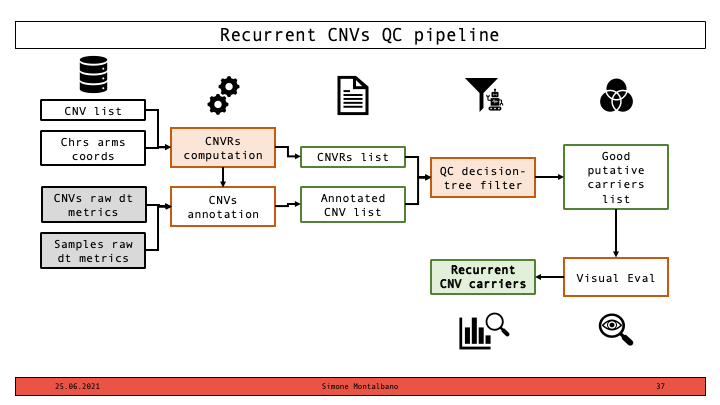 Recurrent CNVs QC pipeline
CNV list
Chrs arms
coords
CNVs raw dt
metrics
Samples raw
dt metrics
CNVRs
computation
CNVs
annotation
CNVRs list
Annotated
CNV list
QC decision-
tree filter
Good
putative
carriers
list
Visual Eval
Recurrent
CNV carriers
25.06.2021
Simone Montalbano
37